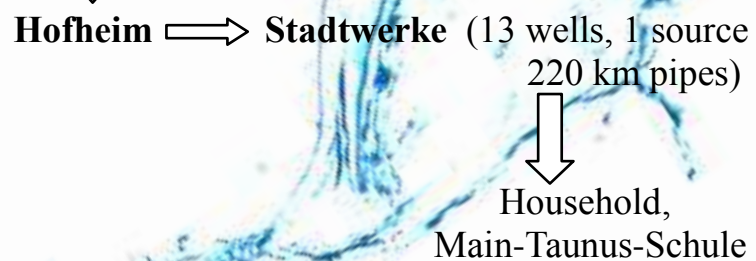 Hofheim Stadtwerke (13 wells, 1 source
220 km pipes)
Household,
Main-Taunus-Schule